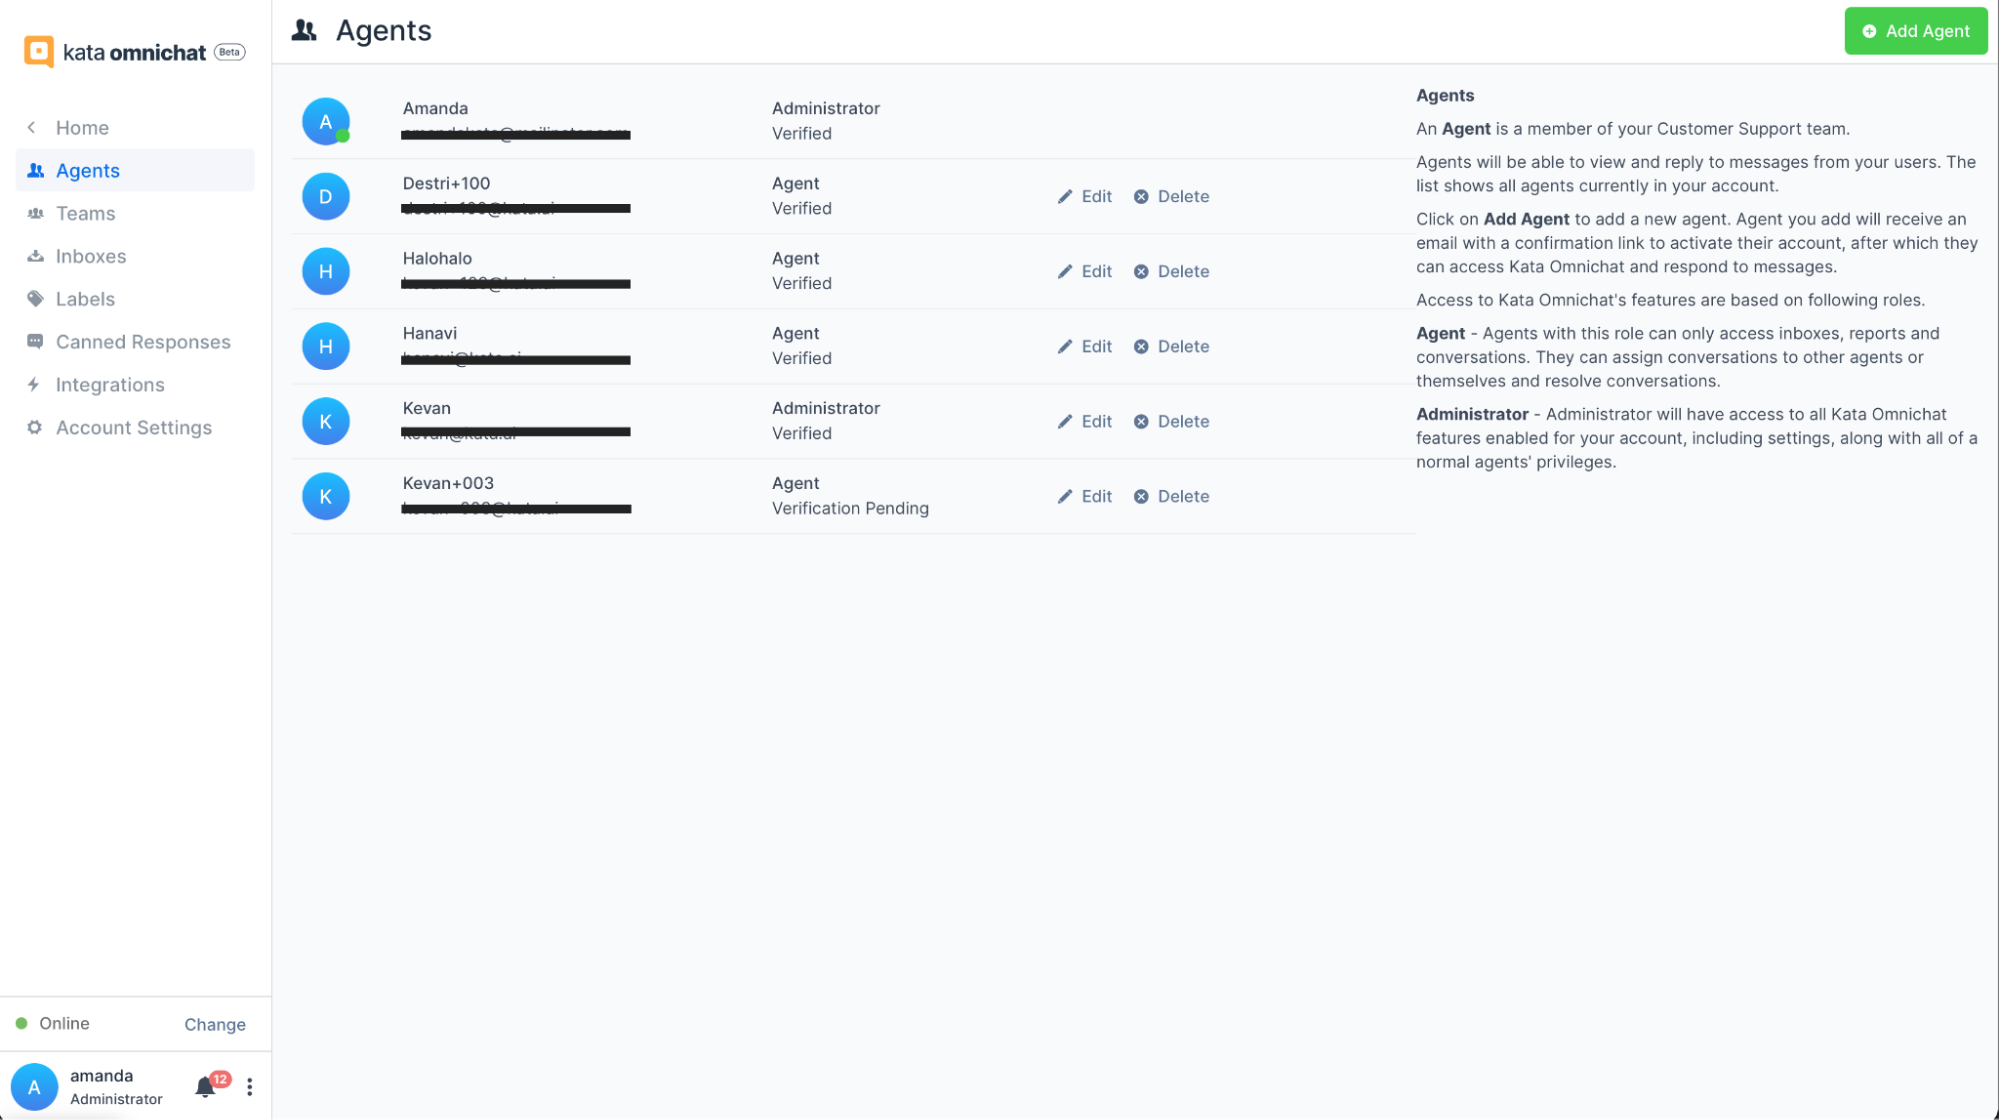 kata omnichat Beta
Home
Agents
Teams
Inboxes
Labels
Canned Responses
Integrations
Account Settings
Online
Change
A
amanda
Administrator
12
Agents
Add Agent
A
Amanda
Administrator
Verified
D
Destri+100
Agent
Verified
Edit
Delete
H
Halohalo
Agent
Verified
Edit
Delete
H
Hanavi
Agent
Verified
Edit
Delete
K
Kevan
Administrator
Verified
Edit
Delete
K
Kevan+003
Agent
Verification Pending
Edit
Delete
Agents
An Agent is a member of your Customer Support team.
Agents will be able to view and reply to messages from your users. The
list shows all agents currently in your account.
Click on Add Agent to add a new agent. Agent you add will receive an
email with a confirmation link to activate their account, after which they
can access Kata Omnichat and respond to messages.
Access to Kata Omnichat's features are based on following roles.
Agent - Agents with this role can only access inboxes, reports and
conversations. They can assign conversations to other agents or
themselves and resolve conversations.
Administrator - Administrator will have access to all Kata Omnichat
features enabled for your account, including settings, along with all of a
normal agents' privileges.